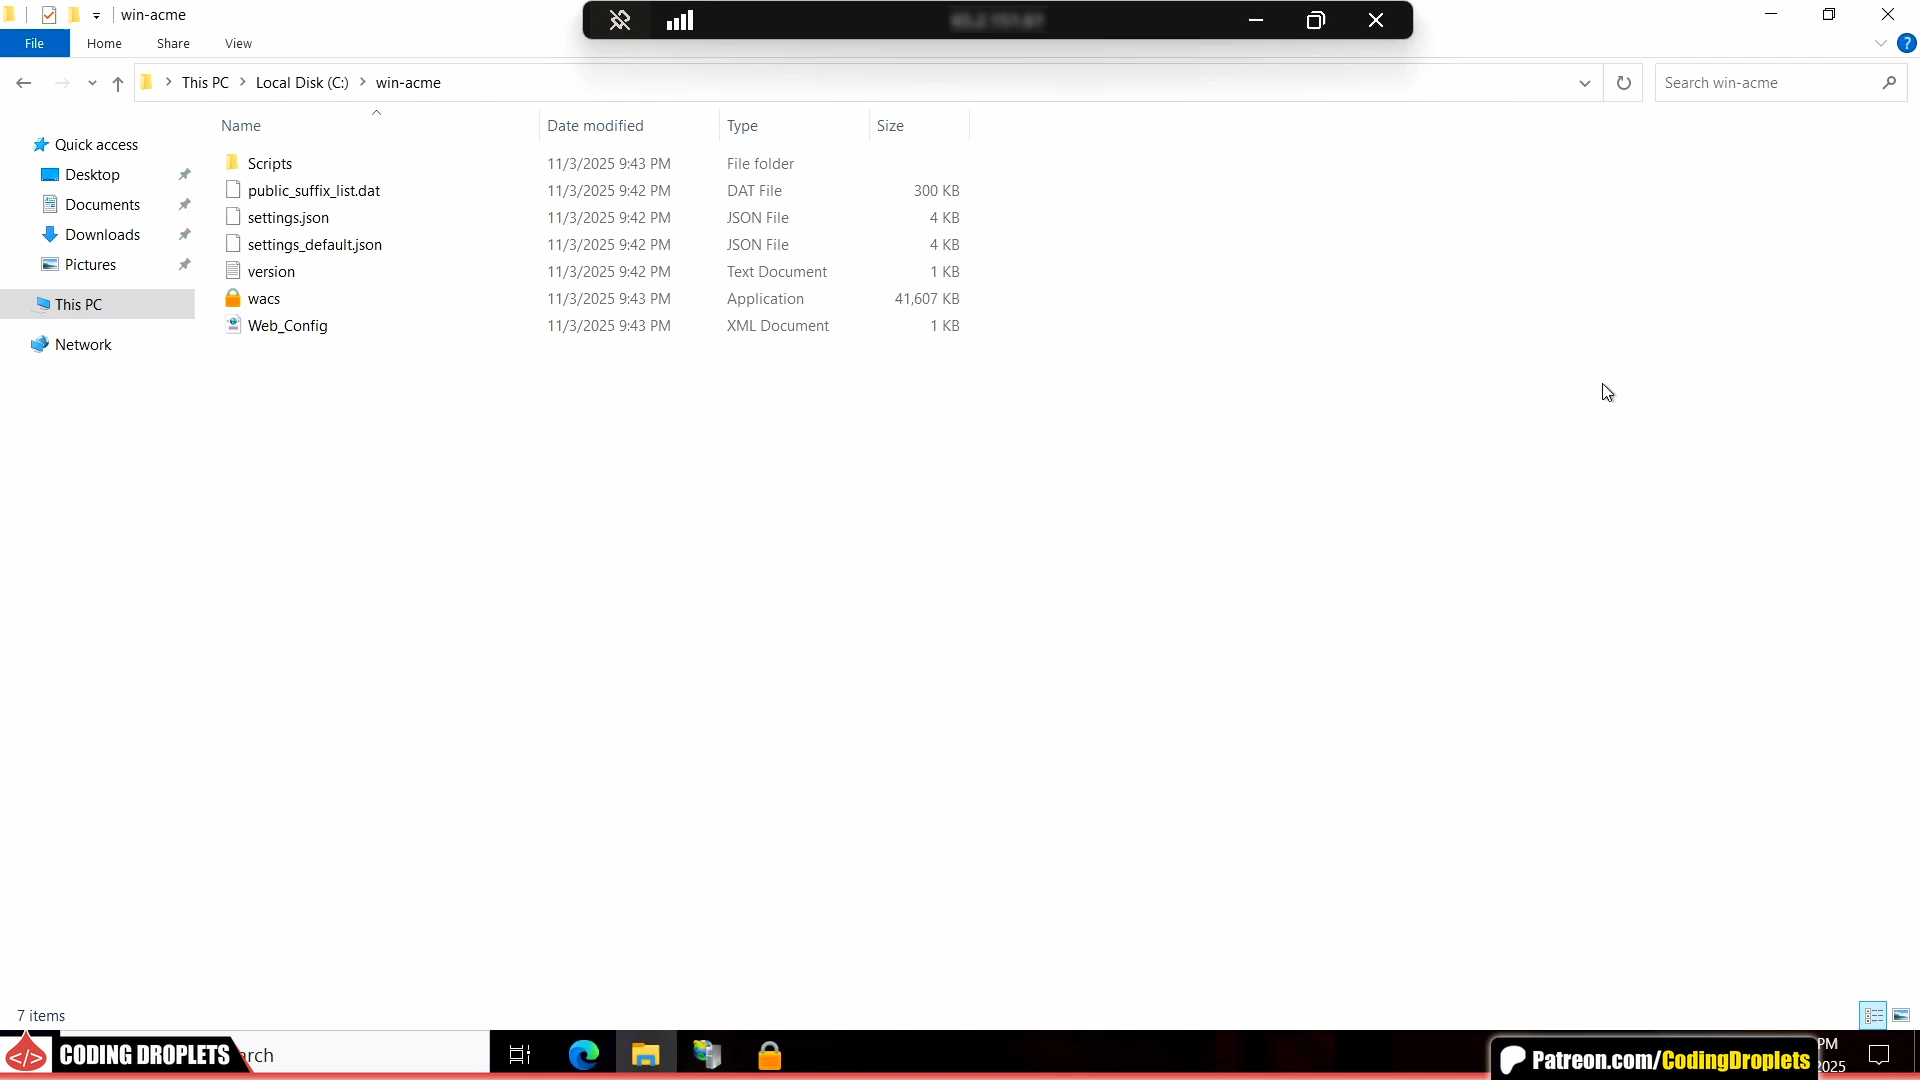 win-acme
File Home Share View
This PC Local Disk (C:) win-acme
Search win-acme
Name Date modified Type Size
Quick access
Desktop
Documents
Downloads
Pictures
This PC
Network
Scripts 11/3/2025 9:43 PM File folder
public_suffix_list.dat 11/3/2025 9:42 PM DAT File 300 KB
settings.json 11/3/2025 9:42 PM JSON File 4 KB
settings_default.json 11/3/2025 9:42 PM JSON File 4 KB
version 11/3/2025 9:42 PM Text Document 1 KB
wacs 11/3/2025 9:43 PM Application 41,607 KB
Web_Config 11/3/2025 9:43 PM XML Document 1 KB
7 items
CODING DROPLETS
arch
Patreon.com/CodingDroplets
PM
2025